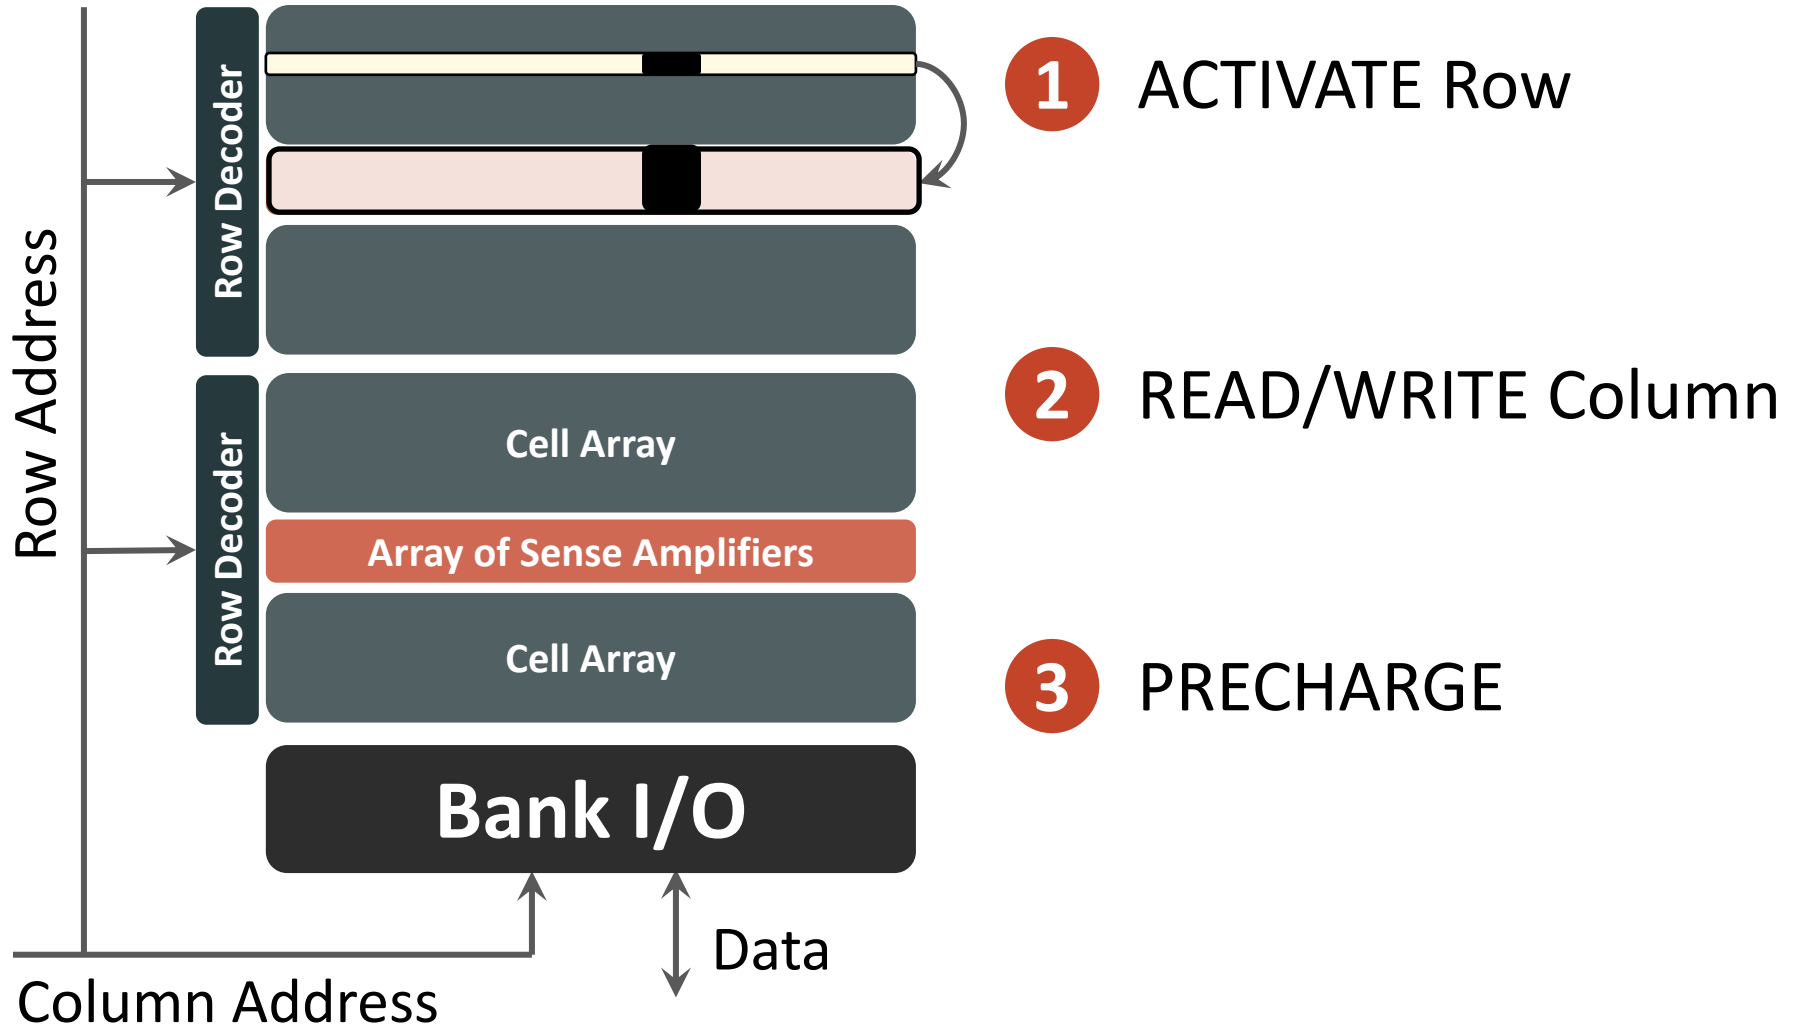 Row Address
Row Decoder
Row Decoder
Cell Array
Array of Sense Amplifiers
Cell Array
Bank I/O
Data
Column Address
1 ACTIVATE Row
2 READ/WRITE Column
3 PRECHARGE